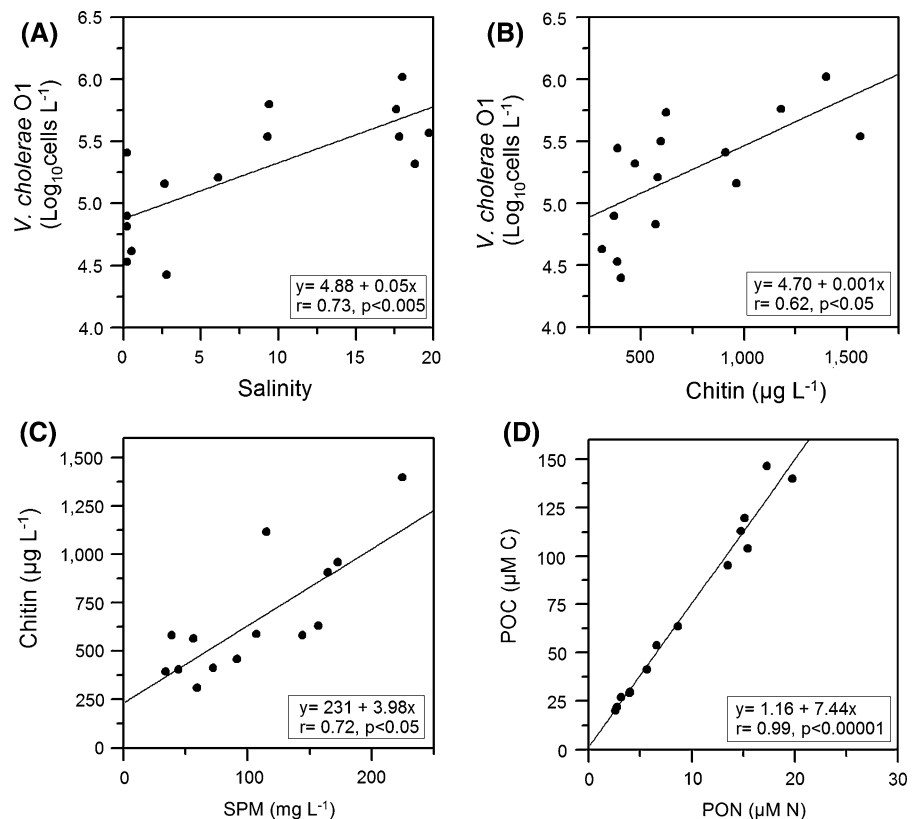 (A)
V. cholerae O1
(Log₁₀cells L⁻¹)
6.5
6.0
5.5
5.0
4.5
4.0
y= 4.88 + 0.05x
r= 0.73, p<0.005
0
5
10
15
20
Salinity
(B)
V. cholerae O1
(Log₁₀cells L⁻¹)
6.5
6.0
5.5
5.0
4.5
4.0
y= 4.70 + 0.001x
r= 0.62, p<0.05
500
1,000
1,500
Chitin (µg L⁻¹)
(C)
Chitin (µg L⁻¹)
1,500
1,250
1,000
750
500
250
0
y= 231 + 3.98x
r= 0.72, p<0.05
0
100
200
SPM (mg L⁻¹)
(D)
POC (µM C)
150
125
100
75
50
25
0
y= 1.16 + 7.44x
r= 0.99, p<0.00001
0
10
20
30
PON (µM N)